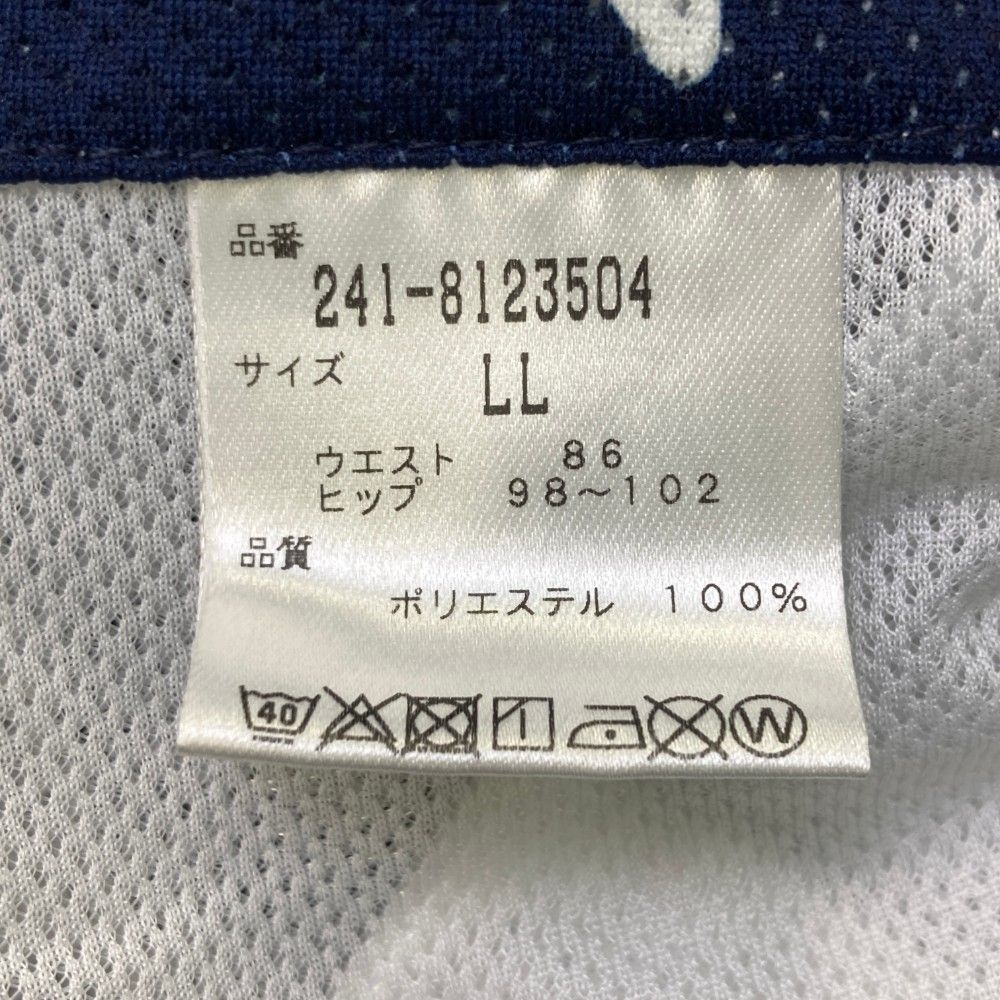 品番
241-8123504
サイズ LL
ウエスト 86
ヒップ 98～102
品質
ポリエステル 100%
40 W